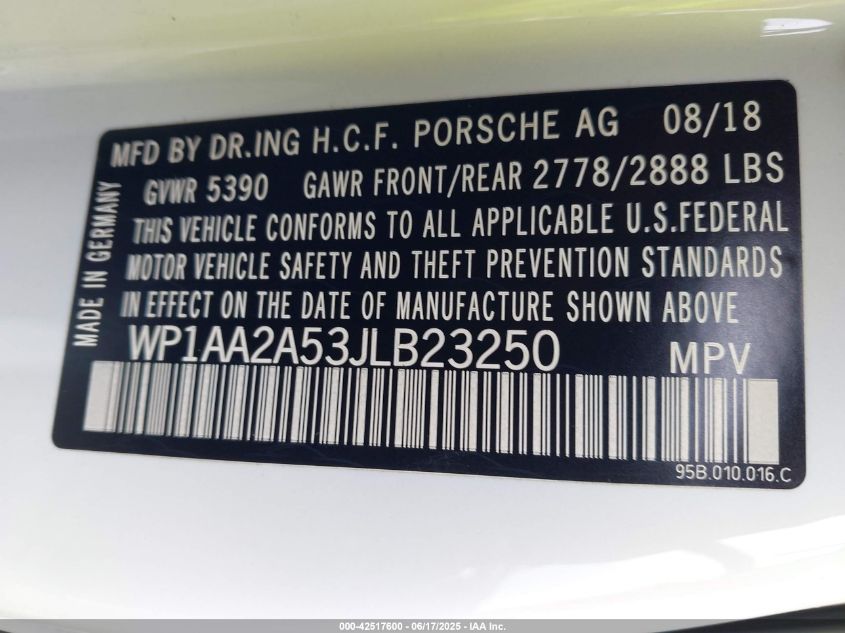 MFD BY DR.ING H.C.F. PORSCHE AG 08/18
GVWR 5390 GAWR FRONT/REAR 2778/2888 LBS
THIS VEHICLE CONFORMS TO ALL APPLICABLE U.S.FEDERAL
MOTOR VEHICLE SAFETY AND THEFT PREVENTION STANDARDS
IN EFFECT ON THE DATE OF MANUFACTURE SHOWN ABOVE
WP1AA2A53JLB23250 MPV
95B.010.016.C
MADE IN GERMANY
000-42517600 - 06/17/2025 - IAA Inc.